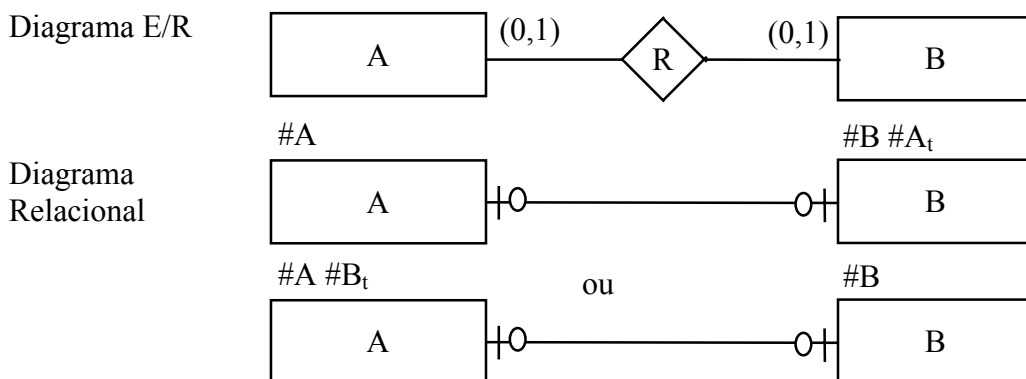 Diagrama E/R
A
(0,1)
R
(0,1)
B
#A
#B #At
Diagrama
Relacional
A
B
#A #Bt
ou
#B
A
B